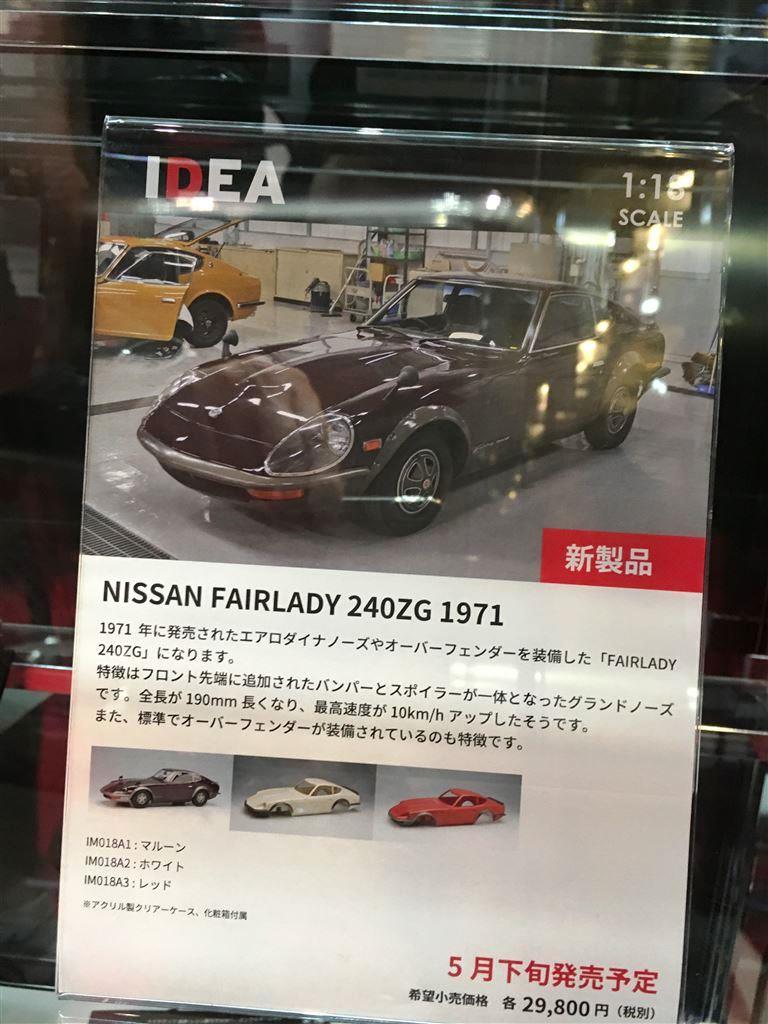 IDEA
1:18
SCALE
新製品
NISSAN FAIRLADY 240ZG 1971
1971 年に発売されたエアロダイナノーズやオーバーフェンダーを装備した「FAIRLADY
240ZG」になります。
特徴はフロント先端に追加されたバンパーとスポイラーが一体となったグランドノーズ
です。全長が 190mm 長くなり、最高速度が 10km/h アップしたそうです。
また、標準でオーバーフェンダーが装備されているのも特徴です。
IM018A1 : マルーン
IM018A2 : ホワイト
IM018A3 : レッド
※アクリル製クリアーケース、化粧箱付属
5 月下旬発売予定
希望小売価格 各 29,800 円（税別）